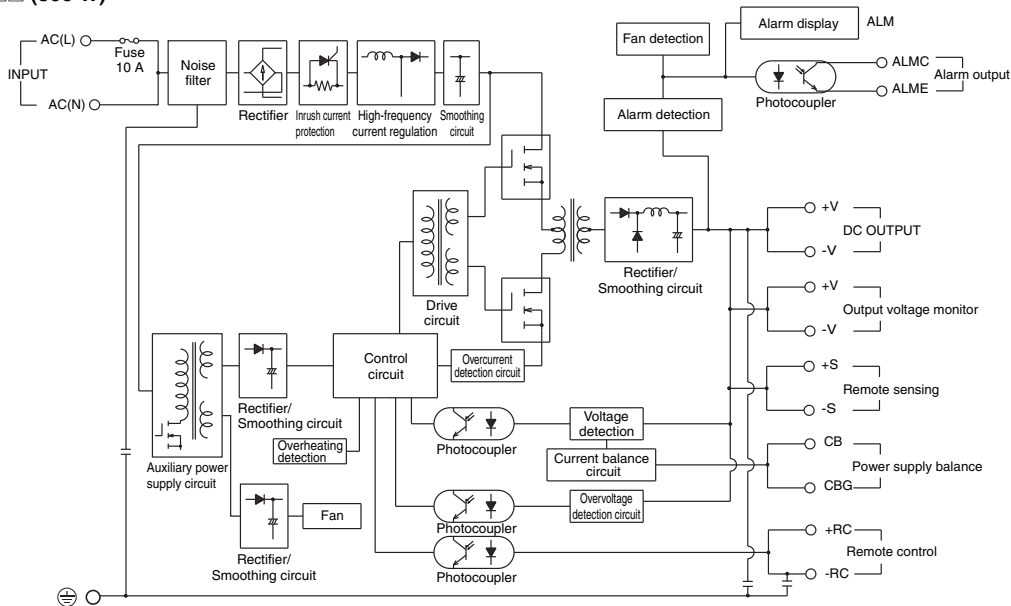 (600 W)
AC(L)
Fuse
10 A
INPUT
AC(N)
Noise
filter
Rectifier
Inrush current
protection
High-frequency
current regulation
Smoothing
circuit
Fan detection
Alarm display
ALM
ALMC
Alarm output
ALME
Photocoupler
Alarm detection
Drive
circuit
Rectifier/
Smoothing circuit
+V
DC OUTPUT
-V
+V
Output voltage monitor
-V
+S
Remote sensing
-S
CB
Power supply balance
CBG
+RC
Remote control
-RC
Control
circuit
Overcurrent
detection circuit
Rectifier/
Smoothing circuit
Overheating
detection
Auxiliary power
supply circuit
Photocoupler
Voltage
detection
Current balance
circuit
Photocoupler
Overvoltage
detection circuit
Photocoupler
Fan
Rectifier/
Smoothing circuit